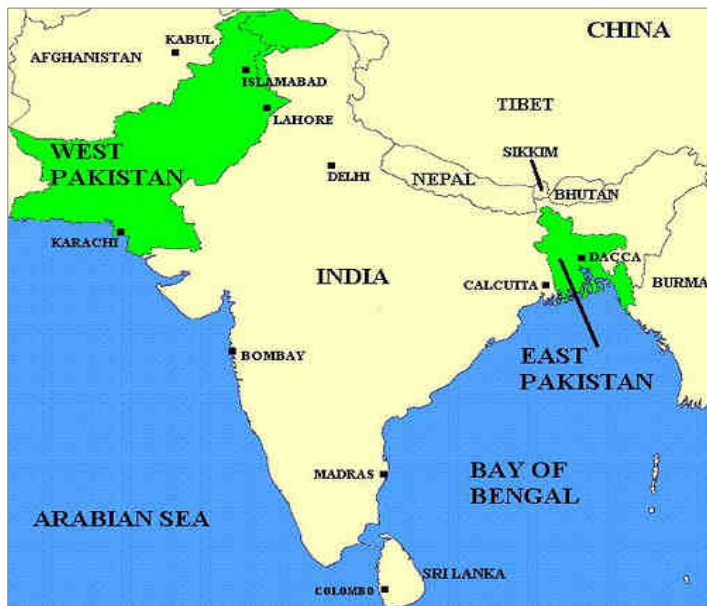 CHINA
KABUL
AFGHANISTAN
ISLAMABAD
TIBET
LAHORE
WEST
PAKISTAN
SIKKIM
DELHI
NEPAL
BHUTAN
KARACHI
DACCA
INDIA
CALCUTTA
BURMA
BOMBAY
EAST
PAKISTAN
MADRAS
BAY OF
BENGAL
ARABIAN SEA
SRI LANKA
COLOMBO